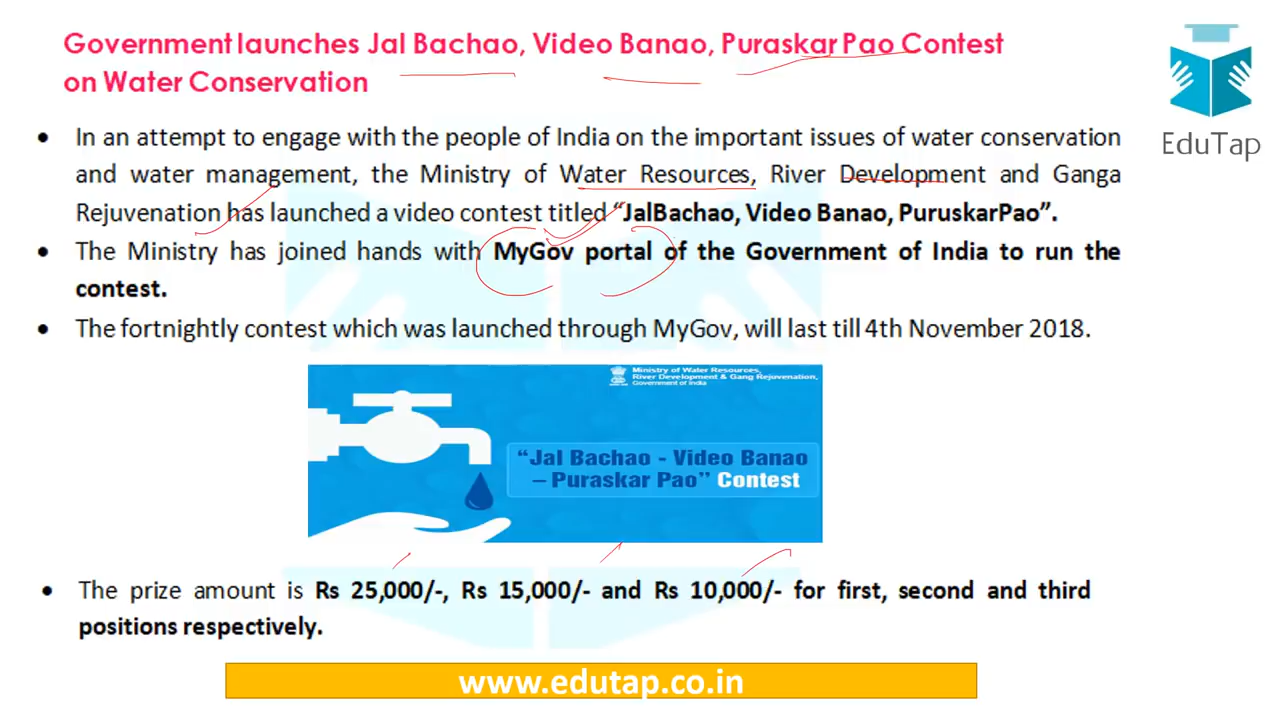 Government launches Jal Bachao, Video Banao, Puraskar Pao Contest
on Water Conservation
EduTap
• In an attempt to engage with the people of India on the important issues of water conservation
and water management, the Ministry of Water Resources, River Development and Ganga
Rejuvenation has launched a video contest titled “JalBachao, Video Banao, PuruskarPao”.
• The Ministry has joined hands with MyGov portal of the Government of India to run the
contest.
• The fortnightly contest which was launched through MyGov, will last till 4th November 2018.
Ministry of Water Resources,
River Development & Gang Rejuvenation,
Government of India
“Jal Bachao - Video Banao
– Puraskar Pao” Contest
• The prize amount is Rs 25,000/-, Rs 15,000/- and Rs 10,000/- for first, second and third
positions respectively.
www.edutap.co.in